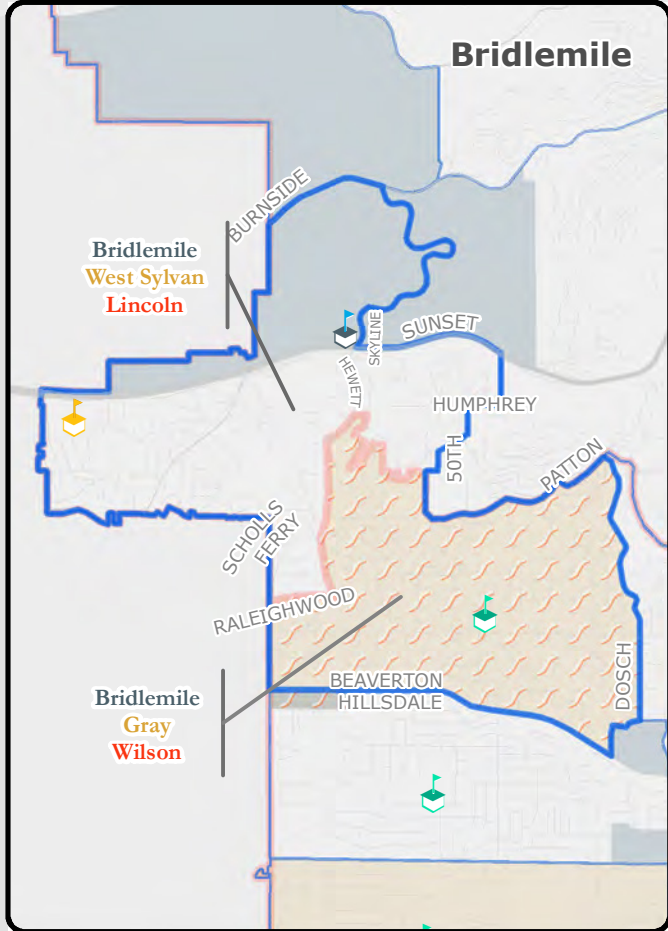 Bridlemile
BURNSIDE
Bridlemile
West Sylvan
Lincoln
SKYLINE
SUNSET
HEWETT
HUMPHREY
50TH
PATTON
SCHOLLS
FERRY
RALEIGHWOOD
DOSCH
BEAVERTON
HILLSDALE
Bridlemile
Gray
Wilson